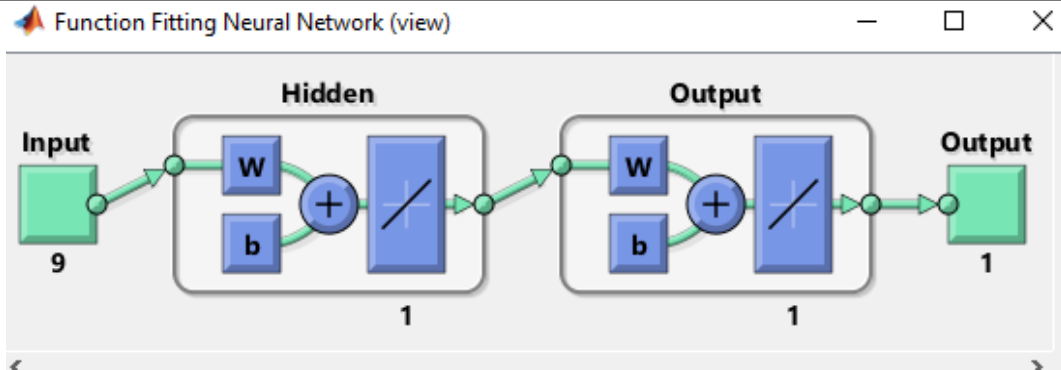 Function Fitting Neural Network (view)
Hidden
Output
Input
W
b
+
W
b
+
Output
9
1
1
1